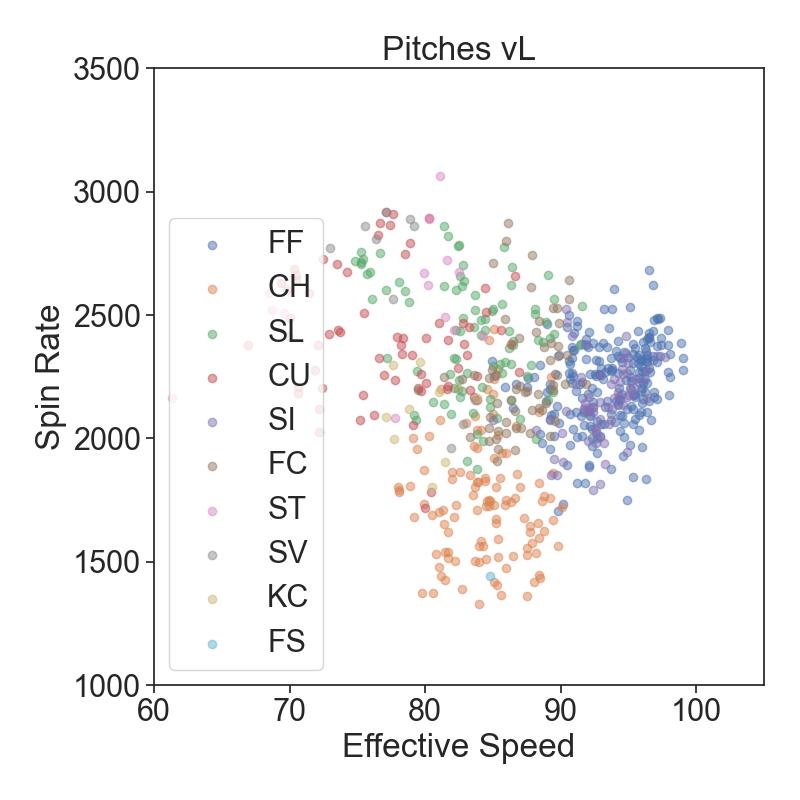 Pitches vL
3500
3000
2500
2000
1500
1000
Spin Rate
FF
CH
SL
CU
SI
FC
ST
SV
KC
FS
60 70 80 90 100
Effective Speed